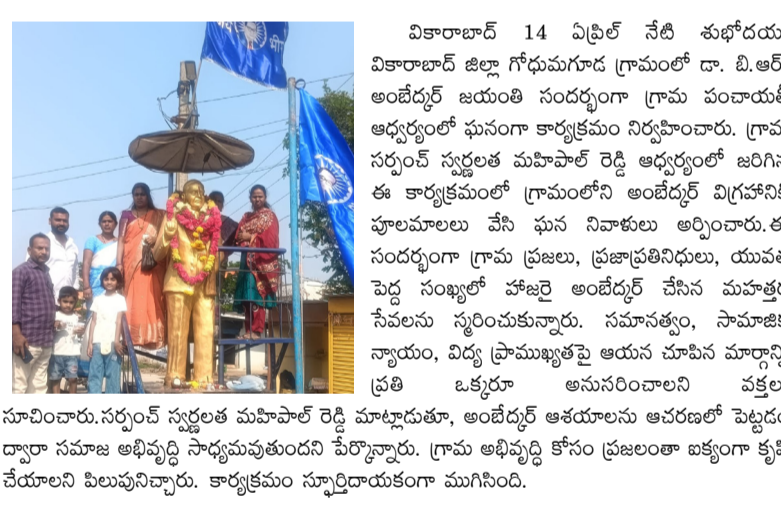 వికారాబాద్ 14 ఏప్రిల్ నేటి శుభోదయ
వికారాబాద్ జిల్లా గోధుమగూడ గ్రామంలో డా. బి.ఆర్
అంబేద్కర్ జయంతి సందర్భంగా గ్రామ పంచాయతీ
ఆధ్వర్యంలో ఘనంగా కార్యక్రమం నిర్వహించారు. గ్రామ
సర్పంచ్ స్వర్ణలత మహిపాల్ రెడ్డి ఆధ్వర్యంలో జరిగిన
ఈ కార్యక్రమంలో గ్రామంలోని అంబేద్కర్ విగ్రహానికి
పూలమాలలు వేసి ఘన నివాళులు అర్పించారు.ఈ
సందర్భంగా గ్రామ ప్రజలు, ప్రజాప్రతినిధులు, యువత
పెద్ద సంఖ్యలో హాజరై అంబేద్కర్ చేసిన మహత్తర
సేవలను స్మరించుకున్నారు. సమానత్వం, సామాజిక
న్యాయం, విద్య ప్రాముఖ్యతపై ఆయన చూపిన మార్గాన్ని
ప్రతి ఒక్కరూ అనుసరించాలని వక్తల
సూచించారు.సర్పంచ్ స్వర్ణలత మహిపాల్ రెడ్డి మాట్లాడుతూ, అంబేద్కర్ ఆశయాలను ఆచరణలో పెట్టడం
ద్వారా సమాజ అభివృద్ధి సాధ్యమవుతుందని పేర్కొన్నారు. గ్రామ అభివృద్ధి కోసం ప్రజలంతా ఐక్యంగా కృషి
చేయాలని పిలుపునిచ్చారు. కార్యక్రమం స్ఫూర్తిదాయకంగా ముగిసింది.